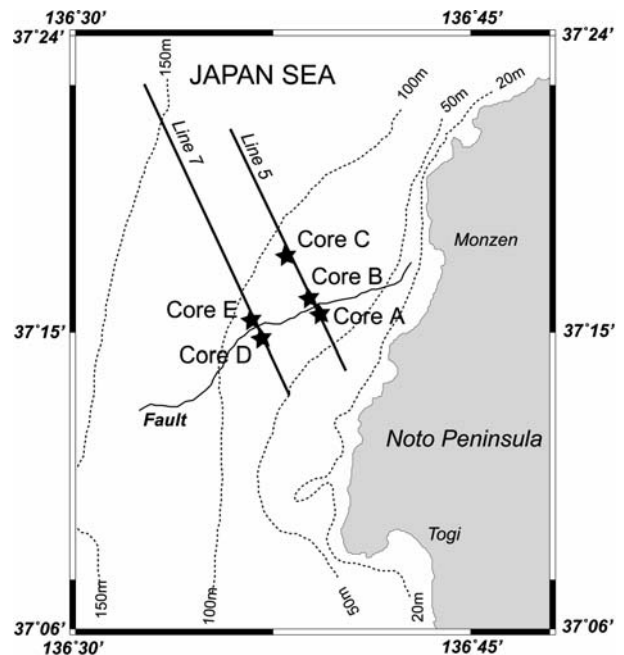 136˚30'
136˚45'
37˚24'
37˚24'
150m
JAPAN SEA
100m
50m
20m
Line 7
Line 5
Core C
Monzen
Core B
Core E
Core A
37˚15'
37˚15'
Core D
Fault
Noto Peninsula
Togi
150m
100m
50m
20m
37˚06'
37˚06'
136˚30'
136˚45'